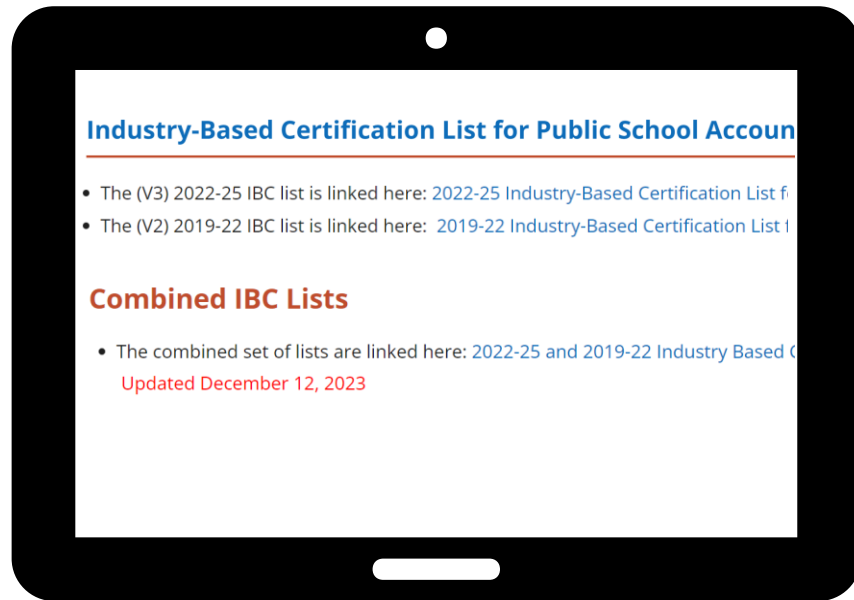 Industry-Based Certification List for Public School Accoun
The (V3) 2022-25 IBC list is linked here: 2022-25 Industry-Based Certification List
The (V2) 2019-22 IBC list is linked here: 2019-22 Industry-Based Certification List
Combined IBC Lists
The combined set of lists are linked here: 2022-25 and 2019-22 Industry Based
Updated December 12, 2023